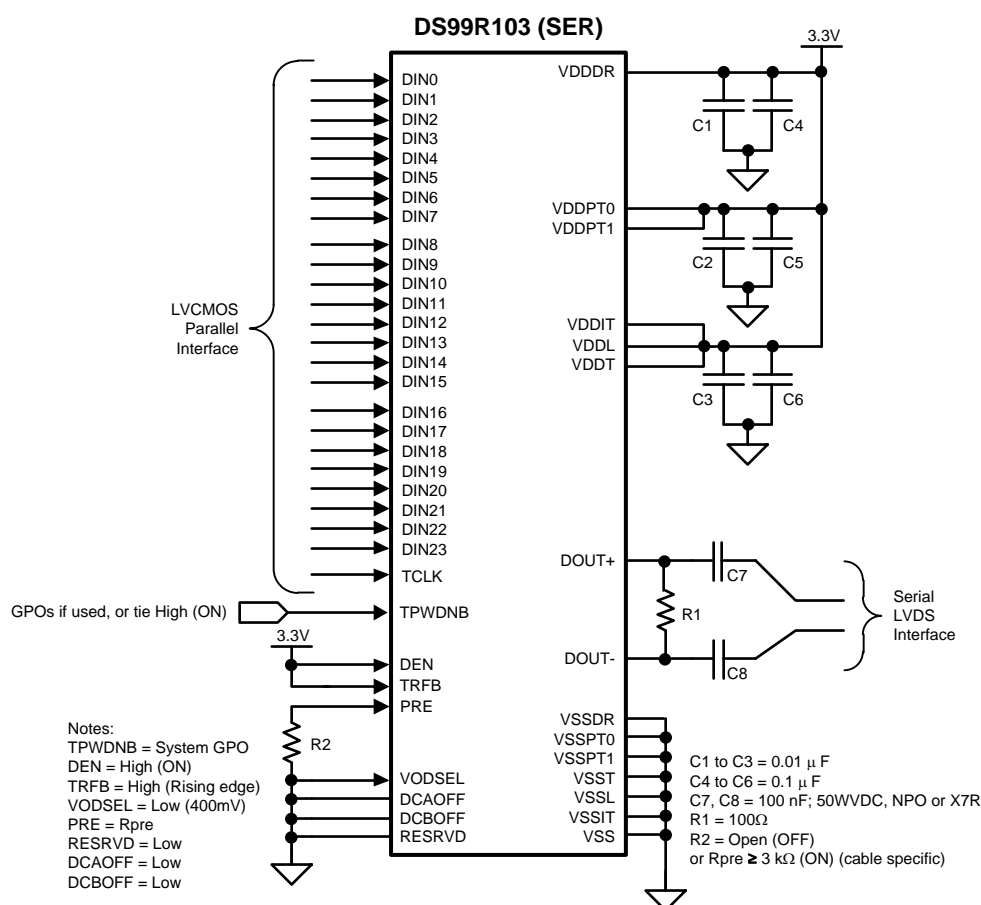 DS99R103 (SER)
3.3V
DIN0
DIN1
DIN2
DIN3
DIN4
DIN5
DIN6
DIN7
DIN8
DIN9
DIN10
DIN11
DIN12
DIN13
DIN14
DIN15
DIN16
DIN17
DIN18
DIN19
DIN20
DIN21
DIN22
DIN23
TCLK
LVCMOS
Parallel
Interface
GPOs if used, or tie High (ON)
TPWDNB
3.3V
DEN
TRFB
PRE
R2
VODSEL
DCAOFF
DCBOFF
RESRVD
Notes:
TPWDNB = System GPO
DEN = High (ON)
TRFB = High (Rising edge)
VODSEL = Low (400mV)
PRE = Rpre
RESRVD = Low
DCAOFF = Low
DCBOFF = Low
VDDDR
C1
C4
VDDPT0
VDDPT1
C2
C5
VDDIT
VDDL
VDDT
C3
C6
DOUT+
C7
R1
DOUT-
C8
Serial
LVDS
Interface
VSSDR
VSSPT0
VSSPT1
VSST
VSSL
VSSIT
VSS
C1 to C3 = 0.01 μ F
C4 to C6 = 0.1 μ F
C7, C8 = 100 nF; 50WVDC, NPO or X7R
R1 = 100Ω
R2 = Open (OFF)
or Rpre ≥ 3 kΩ (ON) (cable specific)